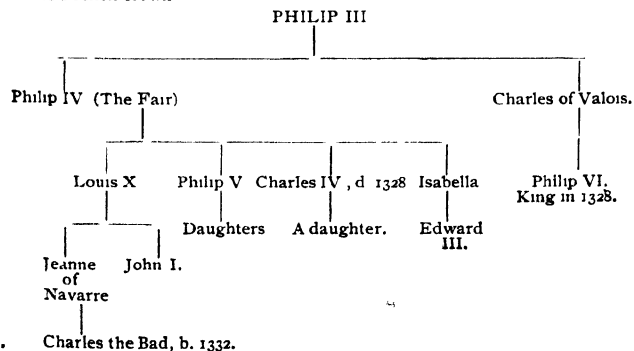 PHILIP III
Philip IV (The Fair)
Charles of Valois.
Louis X
Philip V
Charles IV, d 1328
Isabella
Philip VI.
King in 1328.
Daughters
A daughter.
Edward
III.
Jeanne
of
Navarre
John I.
Charles the Bad, b. 1332.